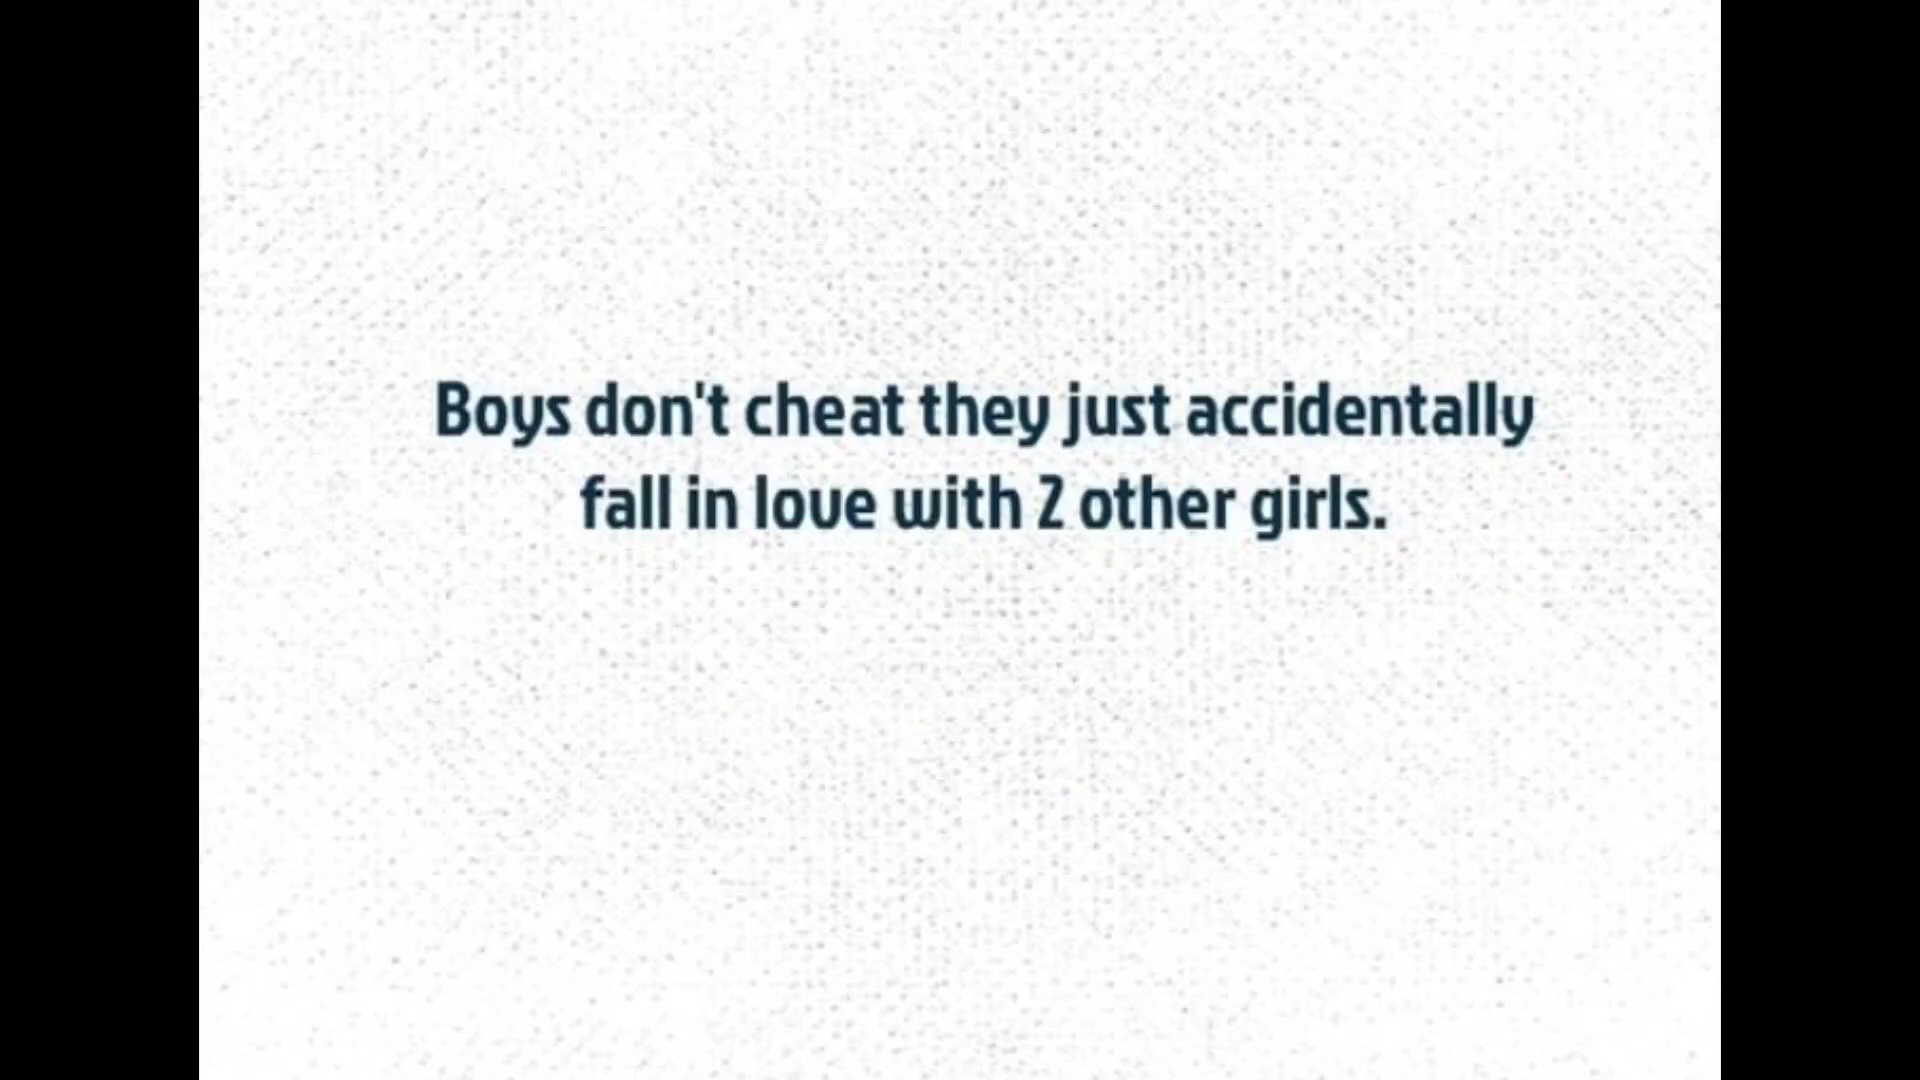 Boys don't cheat they just accidentally
fall in love with 2 other girls.